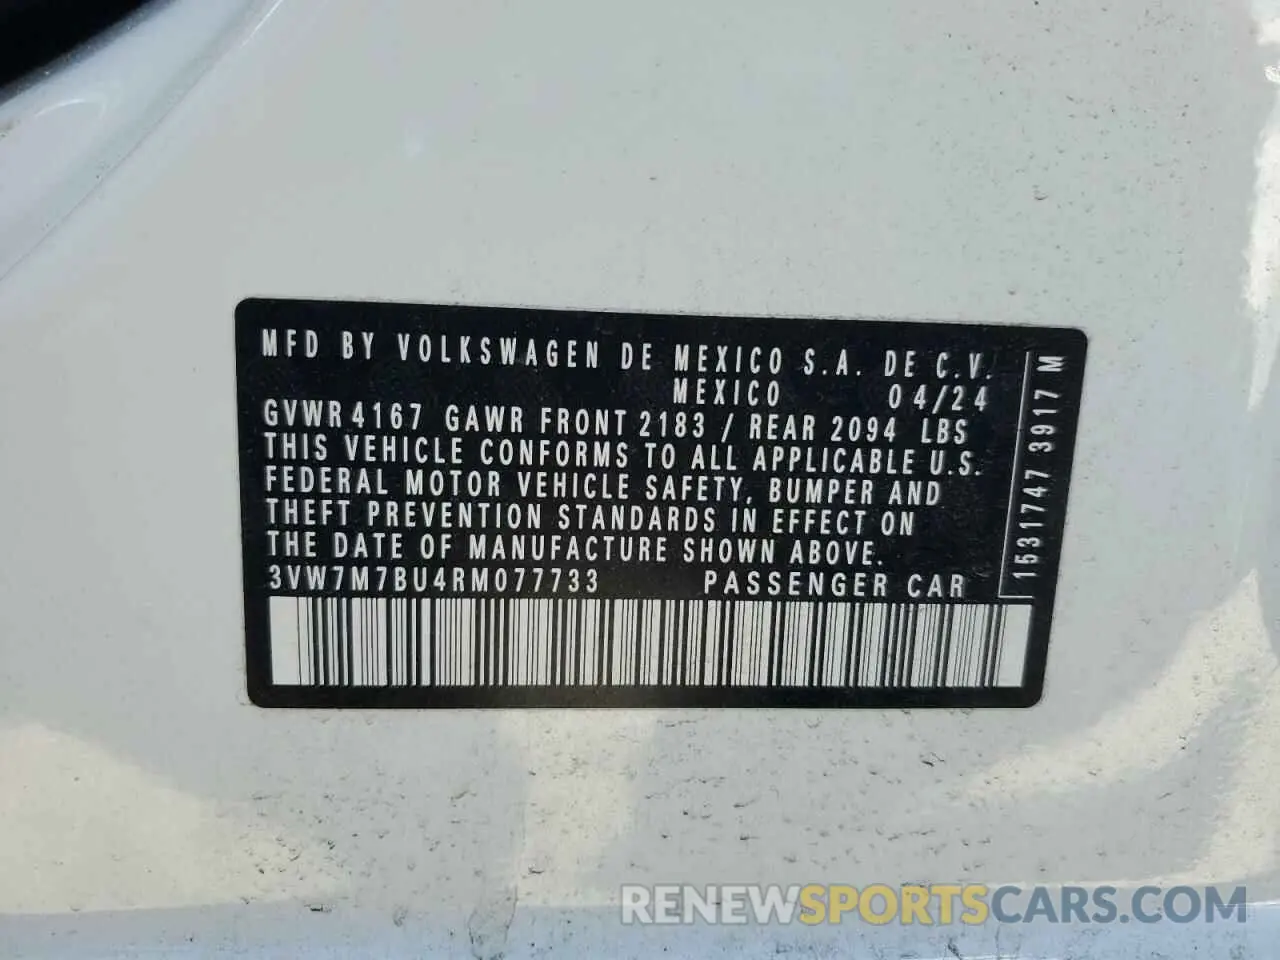 MFD BY VOLKSWAGEN DE MEXICO S.A. DE C.V.
MEXICO 04/24
GVWR 4167 GAWR FRONT 2183 / REAR 2094 LBS
THIS VEHICLE CONFORMS TO ALL APPLICABLE U.S.
FEDERAL MOTOR VEHICLE SAFETY, BUMPER AND
THEFT PREVENTION STANDARDS IN EFFECT ON
THE DATE OF MANUFACTURE SHOWN ABOVE.
3VW7M7BU4RM077733 PASSENGER CAR
1531747 3917 M
RENEWSPORTSCARS.COM